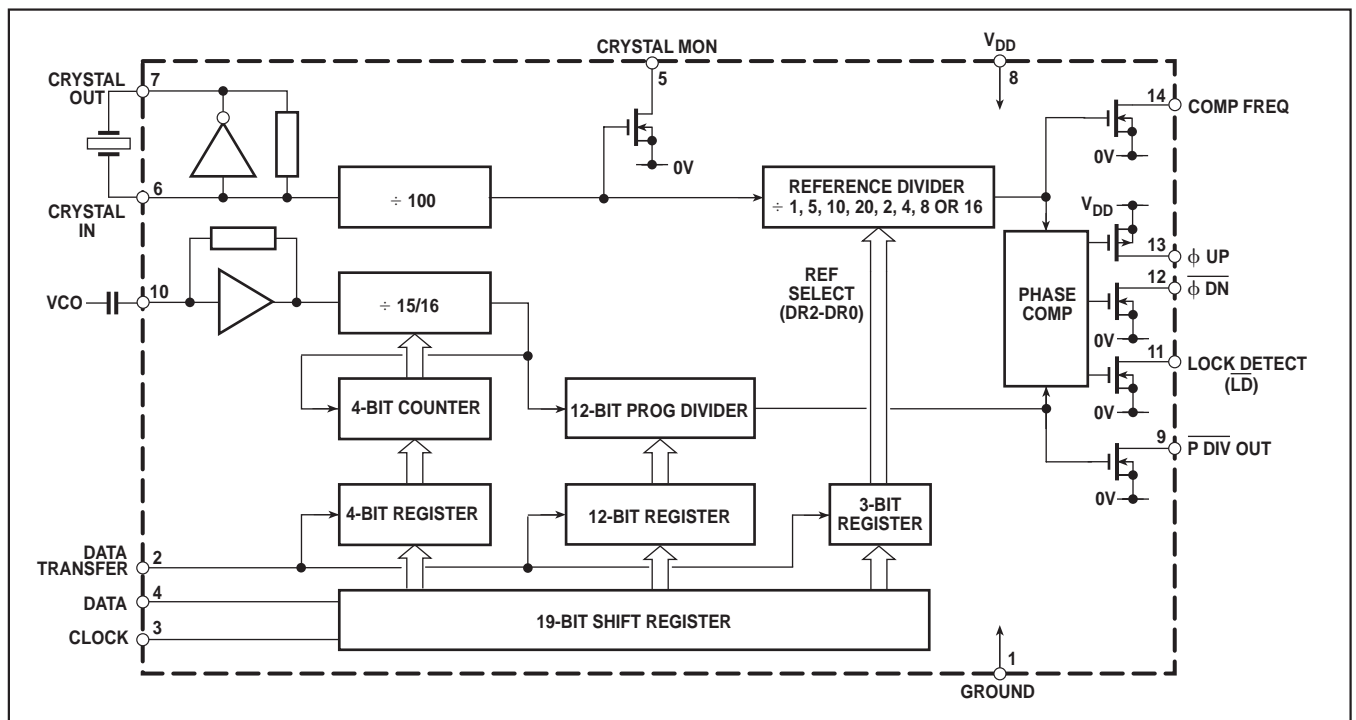 CRYSTAL MON
5
VDD
8
CRYSTAL
OUT
7
14
COMP FREQ
0V
0V
6
CRYSTAL
IN
÷ 100
REFERENCE DIVIDER
÷ 1, 5, 10, 20, 2, 4, 8 OR 16
VDD
13
ϕ UP
12
ϕ DN
0V
PHASE
COMP
REF
SELECT
(DR2-DR0)
VCO
10
÷ 15/16
11
LOCK DETECT
(LD)
0V
4-BIT COUNTER
12-BIT PROG DIVIDER
9
P DIV OUT
0V
4-BIT REGISTER
12-BIT REGISTER
3-BIT
REGISTER
DATA
TRANSFER
2
DATA
4
CLOCK
3
19-BIT SHIFT REGISTER
1
GROUND